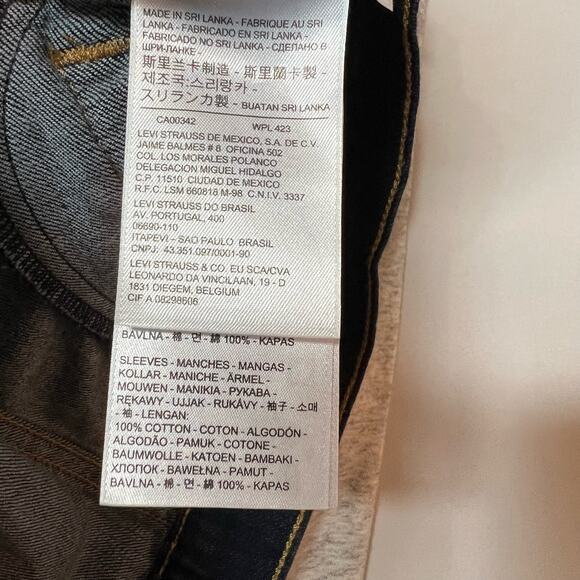 MADE IN SRI LANKA - FABRIQUE AU SRI
LANKA - FABRICADO EN SRI LANKA -
FABRICADO NO SRI LANKA - СДЕЛАНО В
ШРИ-ЛАНКЕ -
斯里兰卡制造 - 斯里蘭卡製 -
제조국:스리랑카 -
スリランカ製 - BUATAN SRI LANKA
CA00342 WPL 423
LEVI STRAUSS DE MEXICO, S.A. DE C.V.
JAIME BALMES # 8 OFICINA 502
COL. LOS MORALES POLANCO
DELEGACION MIGUEL HIDALGO
C.P. 11510 CIUDAD DE MEXICO
R.F.C. LSM 660818 M-98 C.N.I.V. 3337
LEVI STRAUSS DO BRASIL
AV. PORTUGAL, 400
06690-110
ITAPEVI - SAO PAULO BRASIL
CNPJ: 43.351.097/0001-90
LEVI STRAUSS & CO. EU SCA/CVA
LEONARDO DA VINCILAAN, 19 - D
1831 DIEGEM, BELGIUM
CIF A 08298606
BAVLNA - 棉 - 면 - 綿 100% - KAPAS
SLEEVES - MANCHES - MANGAS -
KOLLAR - MANICHE - ÄRMEL -
MOUWEN - MANIKIA - РУКАВА -
RĘKAWY - UJJAK - RUKÁVY - 袖子 - 소매
- 袖 - LENGAN:
100% COTTON - COTON - ALGODÓN -
ALGODÃO - PAMUK - COTONE -
BAUMWOLLE - KATOEN - BAMBAKI -
ХЛОПОК - BAWEŁNA - PAMUT -
BAVLNA - 棉 - 면 - 綿 100% - KAPAS